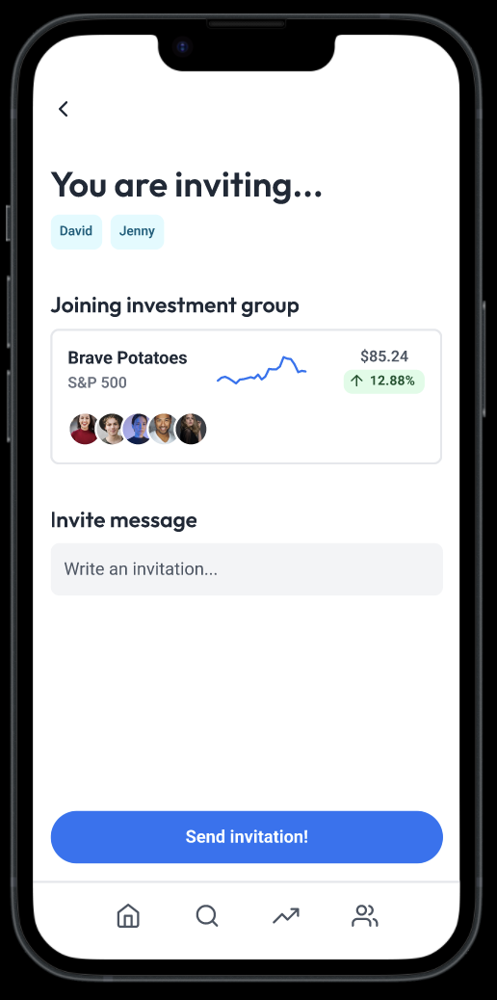 You are inviting...
David Jenny
Joining investment group
Brave Potatoes
$85.24
S&P 500
↑ 12.88%
Invite message
Write an invitation...
Send invitation!